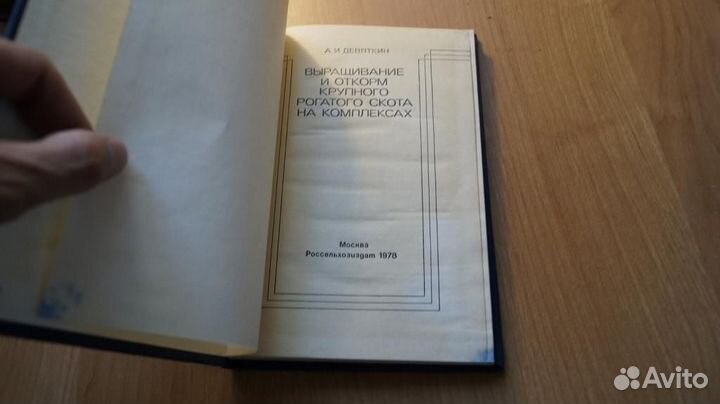 А. И. ДЕВЯТКИН
ВЫРАЩИВАНИЕ
И ОТКОРМ
КРУПНОГО
РОГАТОГО СКОТА
НА КОМПЛЕКСАХ
Москва
Россельхозиздат 1978
Avito